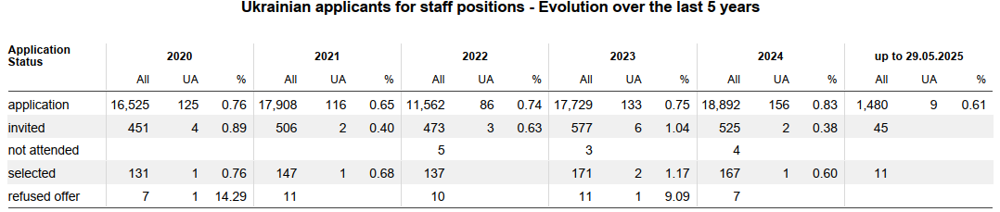 Ukrainian applicants for staff positions - Evolution over the last 5 years
Application Status 2020 2021 2022 2023 2024 up to 29.05.2025
All UA % All UA % All UA % All UA % All UA % All UA %
application 16,525 125 0.76 17,908 116 0.65 11,562 86 0.74 17,729 133 0.75 18,892 156 0.83 1,480 9 0.61
invited 451 4 0.89 506 2 0.40 473 3 0.63 577 6 1.04 525 2 0.38 45
not attended 5 3 4
selected 131 1 0.76 147 1 0.68 137 171 2 1.17 167 1 0.60 11
refused offer 7 1 14.29 11 10 11 1 9.09 7